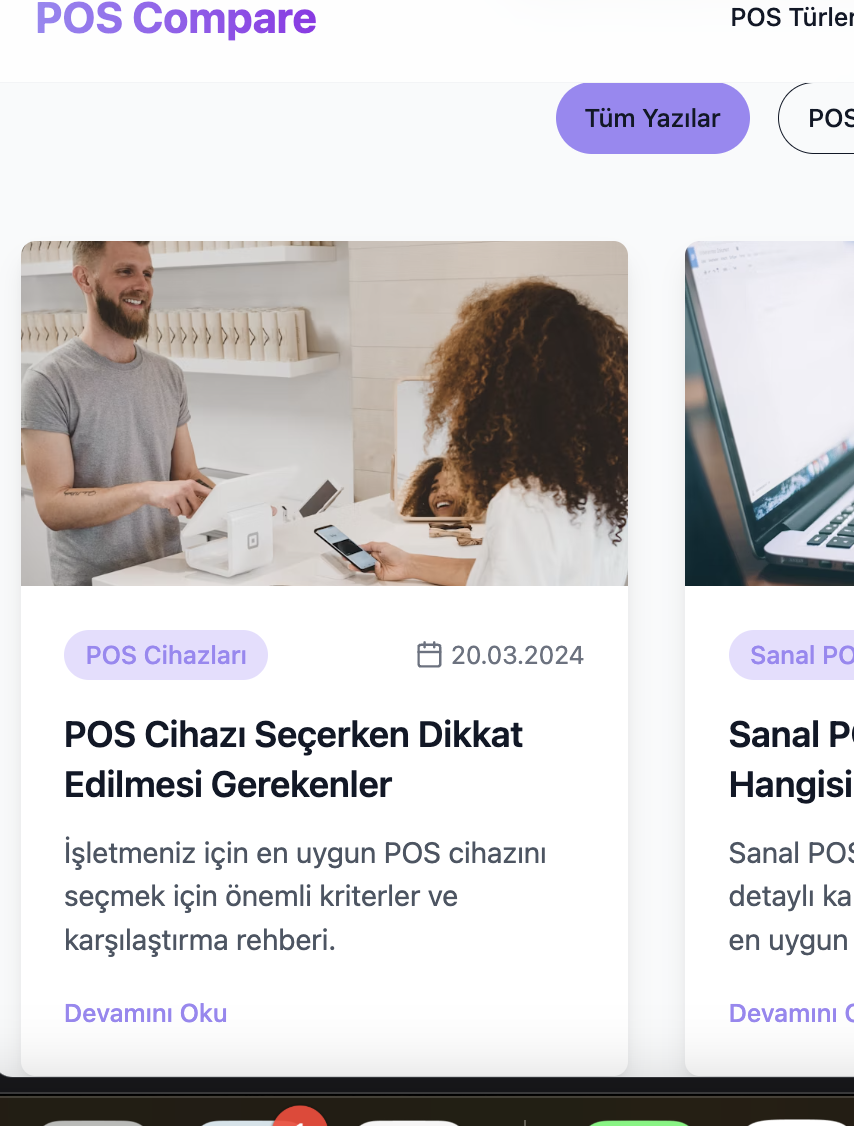 POS Compare
POS Türler
Tüm Yazılar
POS
POS Cihazları
20.03.2024
POS Cihazı Seçerken Dikkat
Edilmesi Gerekenler
İşletmeniz için en uygun POS cihazını
seçmek için önemli kriterler ve
karşılaştırma rehberi.
Devamını Oku
Sanal PO
Sanal P
Hangisi
Sanal POS
detaylı ka
en uygun
Devamını